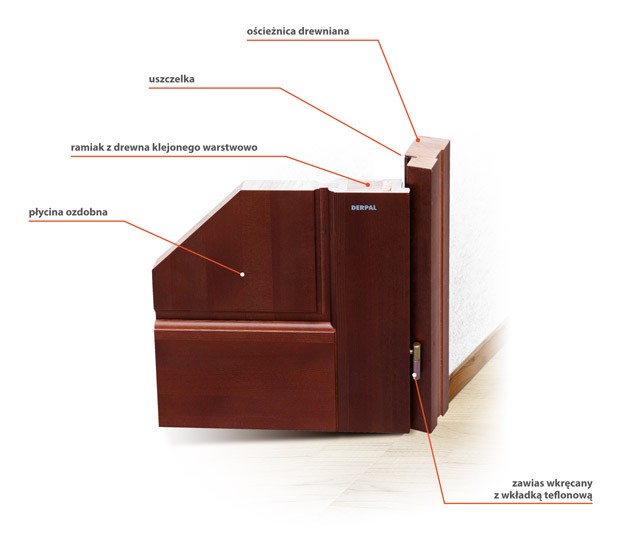 ościeżnica drewniana
uszczelka
ramiak z drewna klejonego warstwowo
DERPAL
płycina ozdobna
zawias wkręcany
z wkładką teflonową